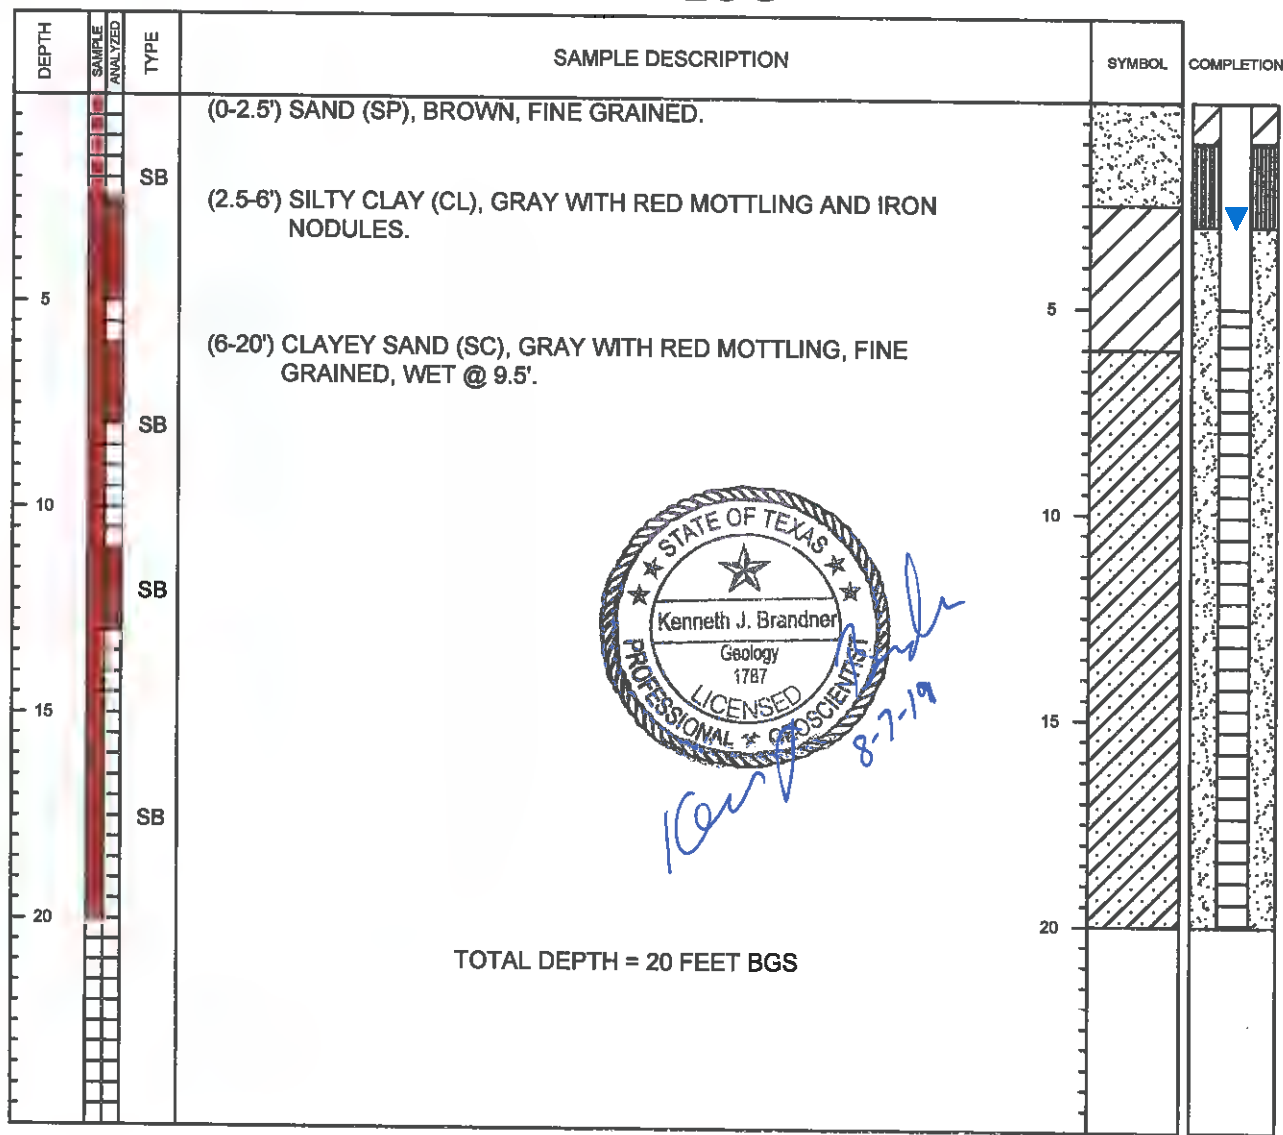 DEPTH
SAMPLE
ANALYZED
TYPE
SAMPLE DESCRIPTION
SYMBOL
COMPLETION
(0-2.5') SAND (SP), BROWN, FINE GRAINED.
SB
(2.5-6') SILTY CLAY (CL), GRAY WITH RED MOTTLING AND IRON
NODULES.
5
5
(6-20') CLAYEY SAND (SC), GRAY WITH RED MOTTLING, FINE
GRAINED, WET @ 9.5'.
SB
10
10
STATE OF TEXAS
Kenneth J. Brandner
Geology
1787
LICENSED
PROFESSIONAL GEOSCIENTIST
8-7-19
SB
15
15
SB
20
20
TOTAL DEPTH = 20 FEET BGS